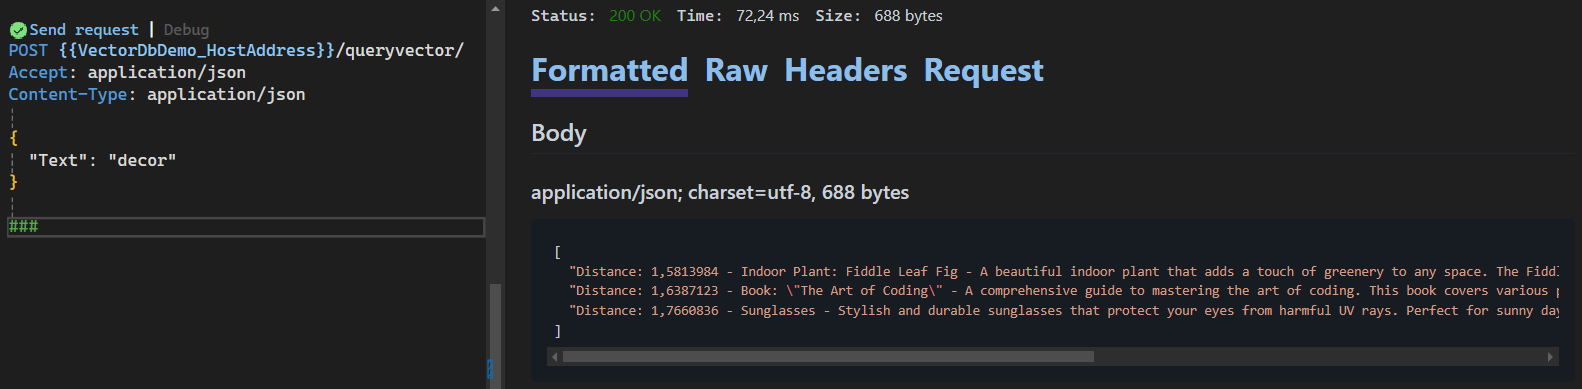 Send request | Debug
POST {{VectorDbDemo_HostAddress}}/queryvector/
Accept: application/json
Content-Type: application/json
{
"Text": "decor"
}
###
Status: 200 OK Time: 72,24 ms Size: 688 bytes
Formatted Raw Headers Request
Body
application/json; charset=utf-8, 688 bytes
[
"Distance: 1,5813984 - Indoor Plant: Fiddle Leaf Fig - A beautiful indoor plant that adds a touch of greenery to any space. The Fiddl
"Distance: 1,6387123 - Book: \"The Art of Coding\" - A comprehensive guide to mastering the art of coding. This book covers various p
"Distance: 1,7660836 - Sunglasses - Stylish and durable sunglasses that protect your eyes from harmful UV rays. Perfect for sunny day
]